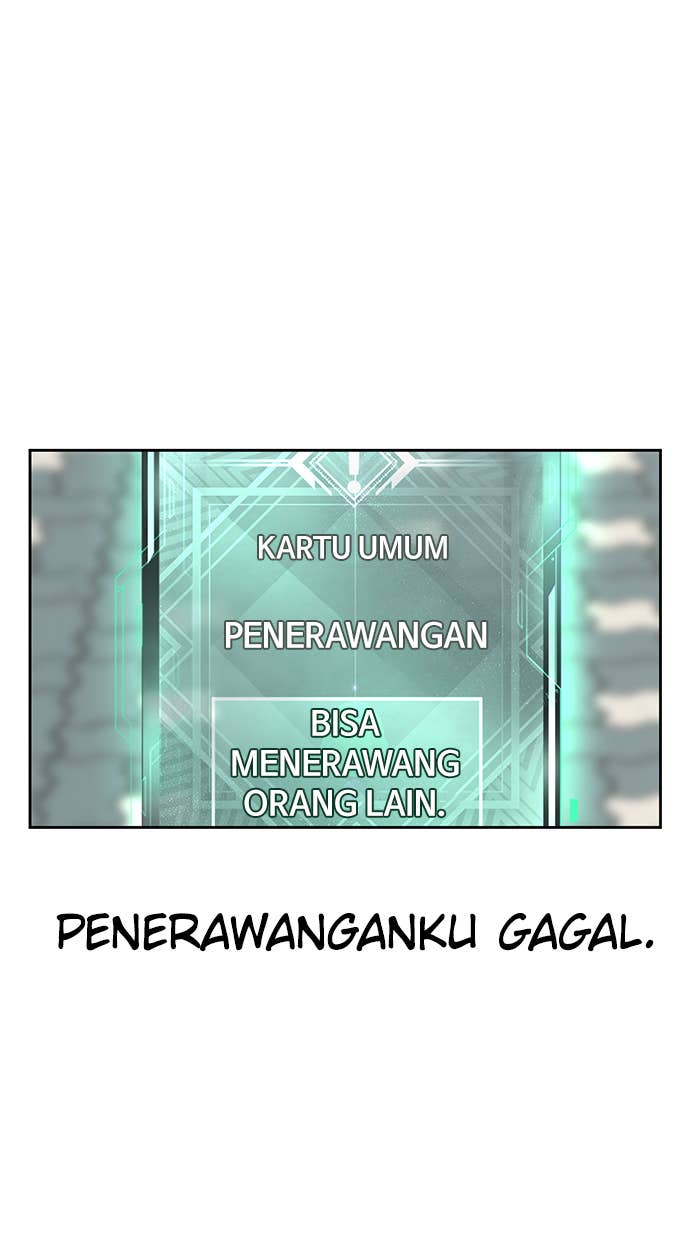 KARTU UMUM
PENERAWANGAN
BISA
MENERAWANG
ORANG LAIN.
PENERAWANGANKU GAGAL.